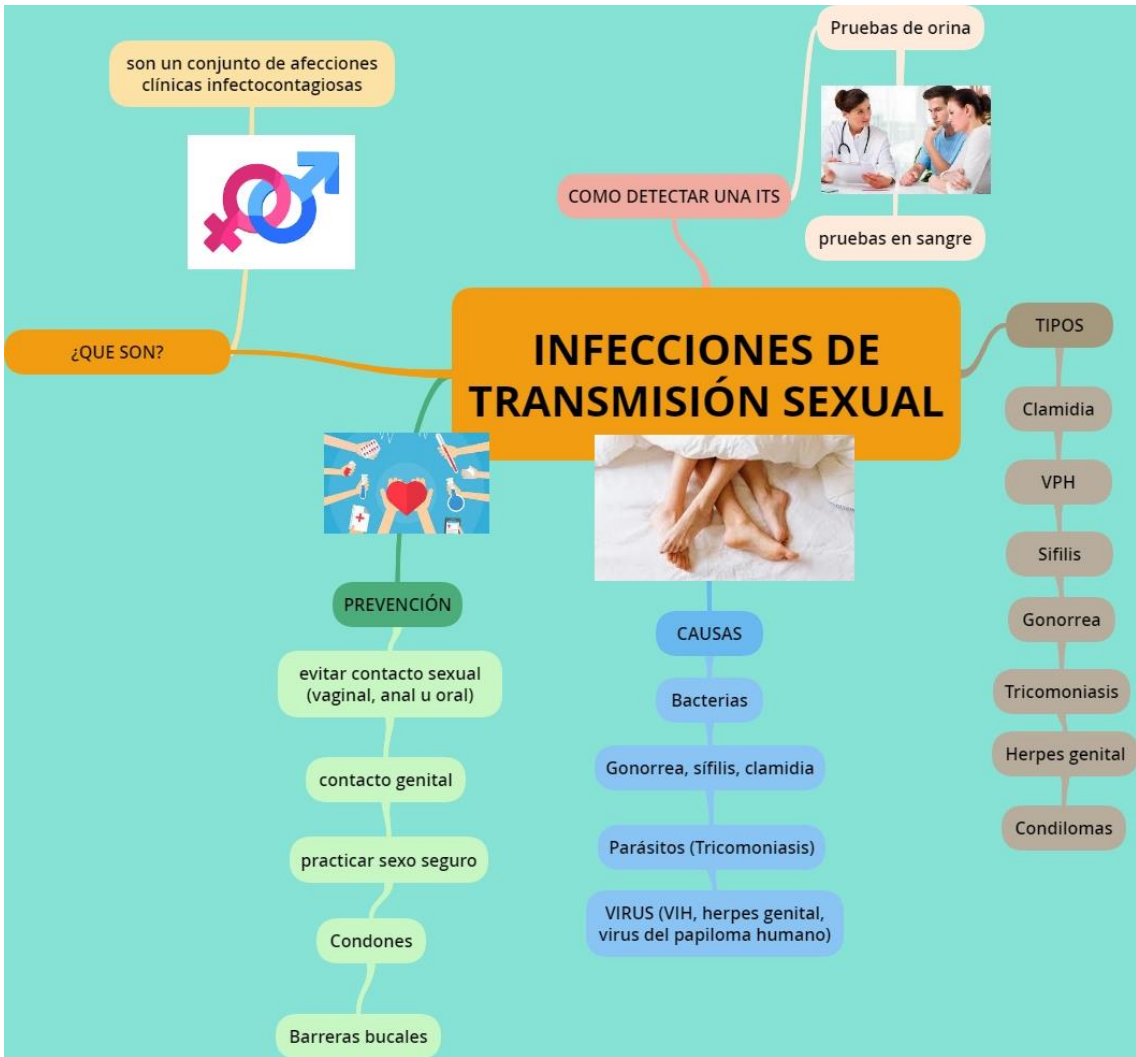 son un conjunto de afecciones
clínicas infectocontagiosas
¿QUE SON?
INFECCIONES DE
TRANSMISIÓN SEXUAL
COMO DETECTAR UNA ITS
Pruebas de orina
pruebas en sangre
TIPOS
Clamidia
VPH
Sifilis
Gonorrea
Tricomoniasis
Herpes genital
Condilomas
PREVENCIÓN
evitar contacto sexual
(vaginal, anal u oral)
contacto genital
practicar sexo seguro
Condones
Barreras bucales
CAUSAS
Bacterias
Gonorrea, sífilis, clamidia
Parásitos (Tricomoniasis)
VIRUS (VIH, herpes genital,
virus del papiloma humano)